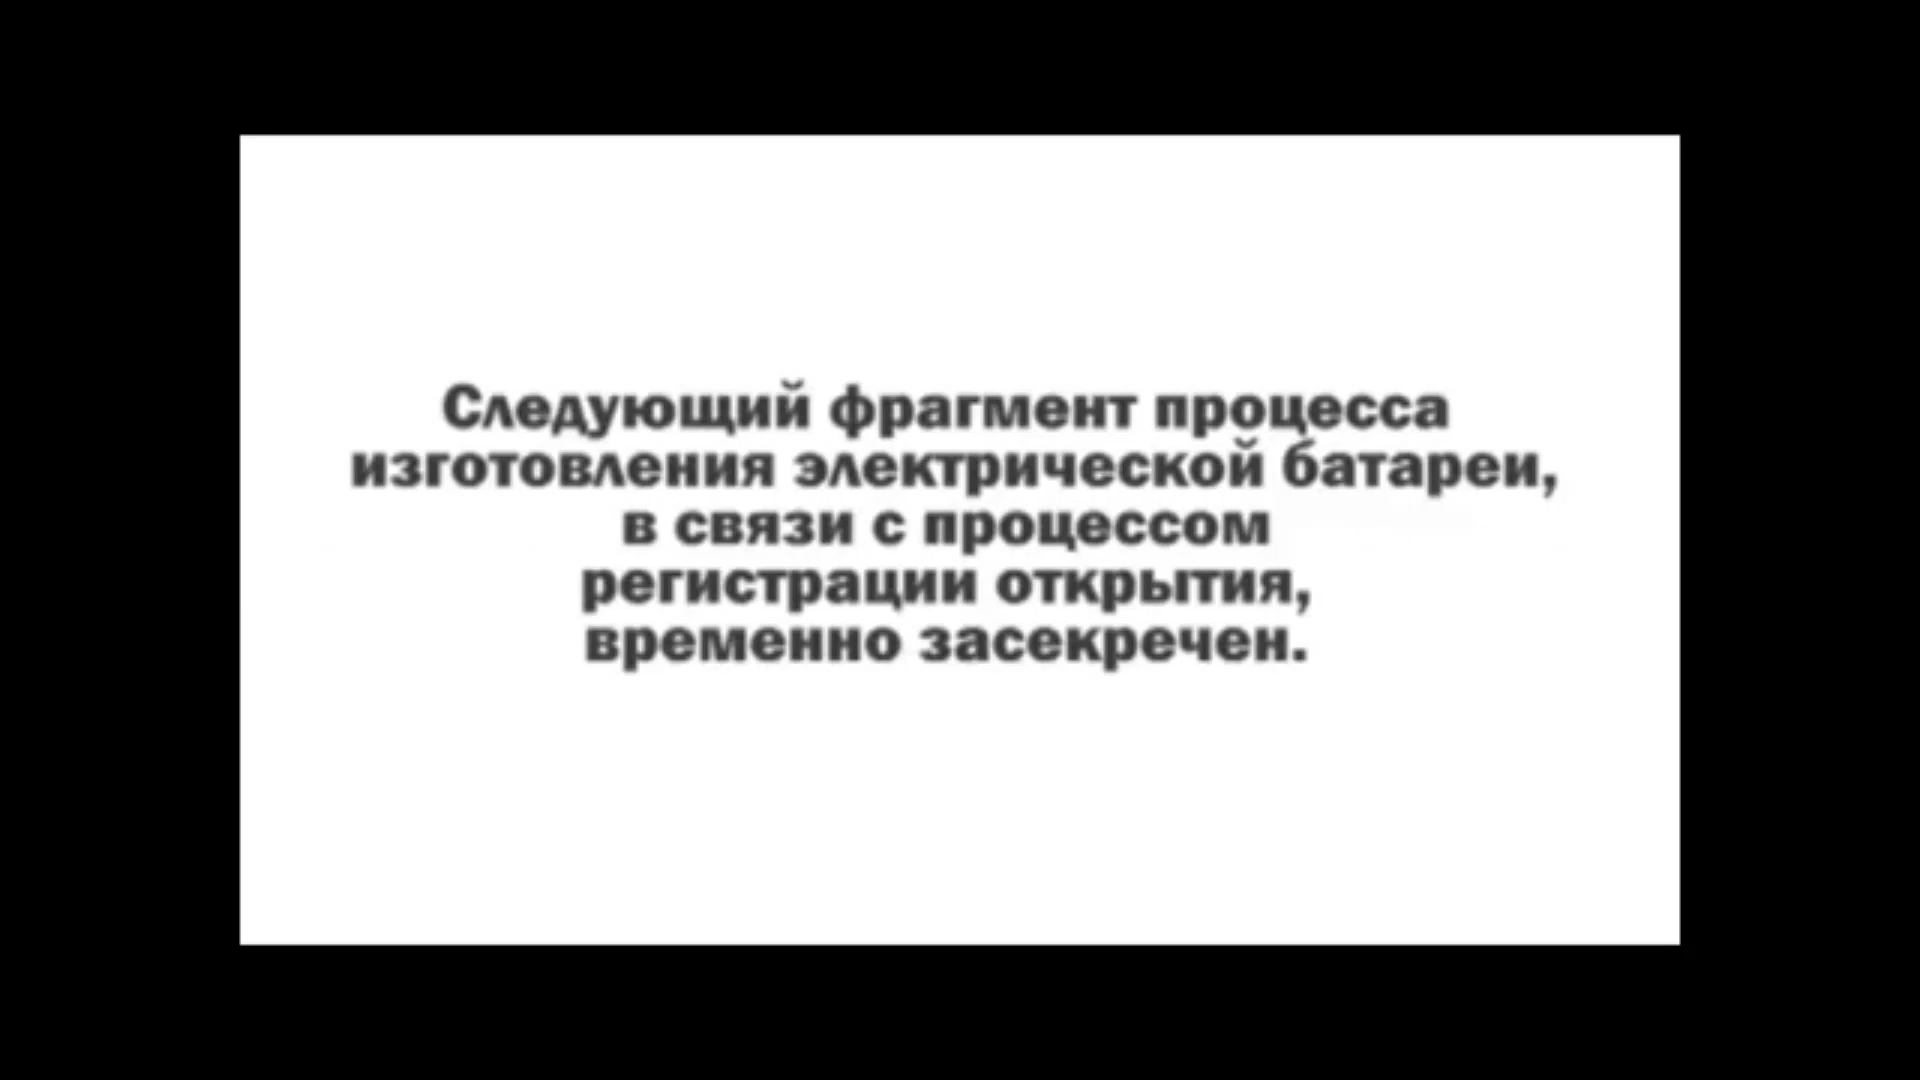 Следующий фрагмент процесса
изготовления электрической батареи,
в связи с процессом
регистрации открытия,
временно засекречен.